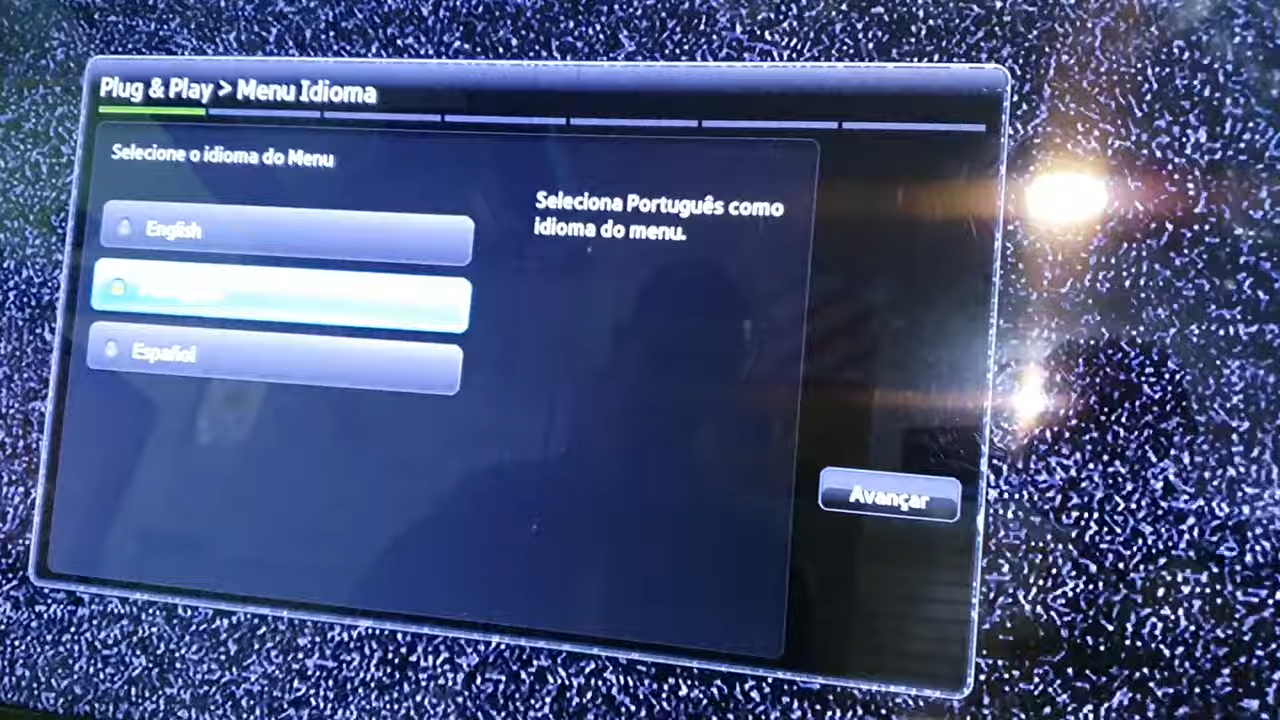 Plug & Play > Menu Idioma
Selecione o idioma do Menu
English
Español
Seleciona Português como
idioma do menu.
Avançar